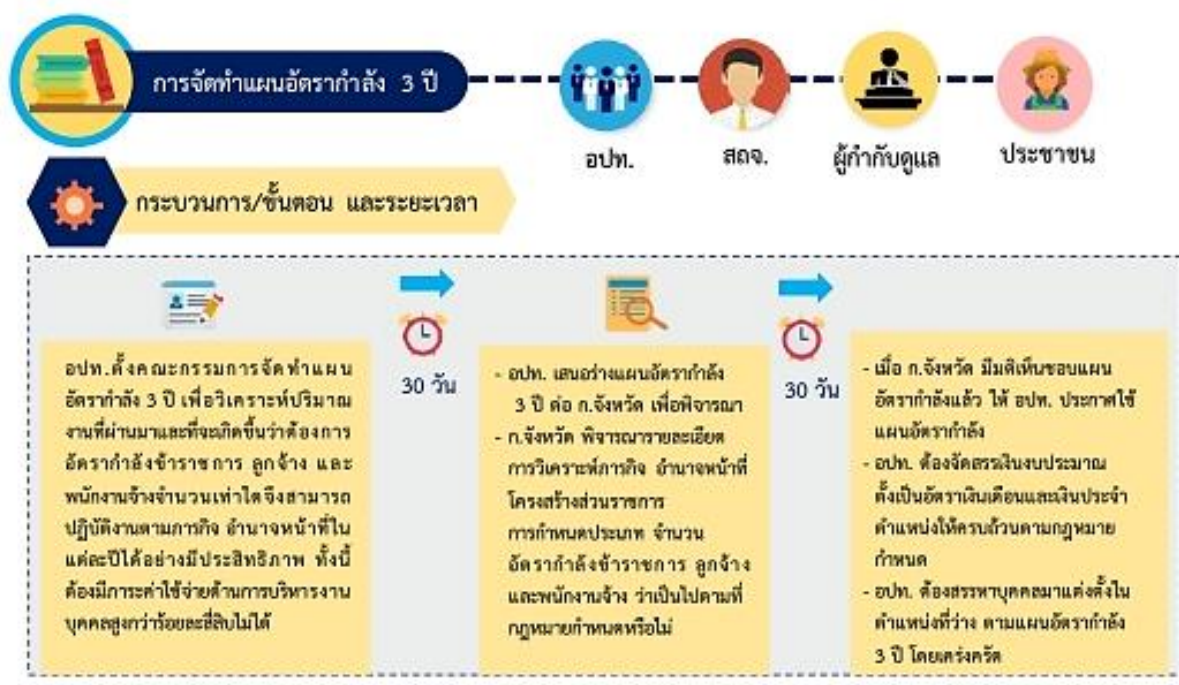 การจัดทำแผนอัตรากำลัง 3 ปี
อปท.
สถจ.
ผู้กำกับดูแล
ประชาชน
กระบวนการ/ขั้นตอน และระยะเวลา
อปท.ตั้งคณะกรรมการจัดทำแผน
อัตรากำลัง 3 ปี เพื่อวิเคราะห์ปริมาณ
งานที่ผ่านมาและที่จะเกิดขึ้นว่าต้องการ
อัตรากำลังข้าราชการ ลูกจ้าง และ
พนักงานจ้างจำนวนเท่าใดจึงสามารถ
ปฏิบัติงานตามภารกิจ อำนาจหน้าที่ใน
แต่ละปีได้อย่างมีประสิทธิภาพ ทั้งนี้
ต้องมีภาระค่าใช้จ่ายด้านการบริหารงาน
บุคคลสูงกว่าร้อยละสี่สิบไม่ได้
30 วัน
- อปท. เสนอร่างแผนอัตรากำลัง
3 ปี ต่อ ก.จังหวัด เพื่อพิจารณา
- ก.จังหวัด พิจารณารายละเอียด
การวิเคราะห์ภารกิจ อำนาจหน้าที่
โครงสร้างส่วนราชการ
การกำหนดประเภท จำนวน
อัตรากำลังข้าราชการ ลูกจ้าง
และพนักงานจ้าง ว่าเป็นไปตามที่
กฎหมายกำหนดหรือไม่
30 วัน
- เมื่อ ก.จังหวัด มีมติเห็นชอบแผน
อัตรากำลังแล้ว ให้ อปท. ประกาศใช้
แผนอัตรากำลัง
- อปท. ต้องจัดสรรเงินงบประมาณ
ตั้งเป็นอัตราเงินเดือนและเงินประจำ
ตำแหน่งให้ครบถ้วนตามกฎหมาย
กำหนด
- อปท. ต้องสรรหาบุคคลมาแต่งตั้งใน
ตำแหน่งที่ว่าง ตามแผนอัตรากำลัง
3 ปี โดยเคร่งครัด